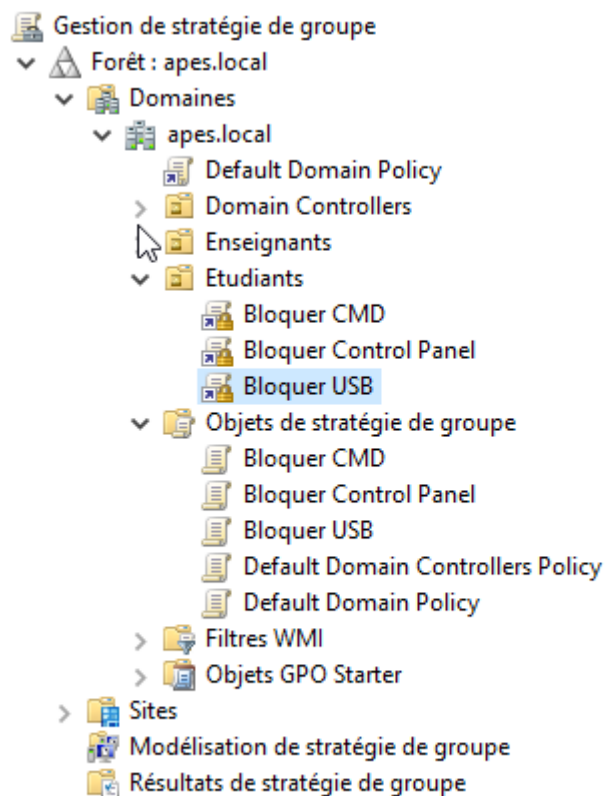 Gestion de stratégie de groupe
Forêt : apes.local
Domaines
apes.local
Default Domain Policy
Domain Controllers
Enseignants
Etudiants
Bloquer CMD
Bloquer Control Panel
Bloquer USB
Objets de stratégie de groupe
Bloquer CMD
Bloquer Control Panel
Bloquer USB
Default Domain Controllers Policy
Default Domain Policy
Filtres WMI
Objets GPO Starter
Sites
Modélisation de stratégie de groupe
Résultats de stratégie de groupe